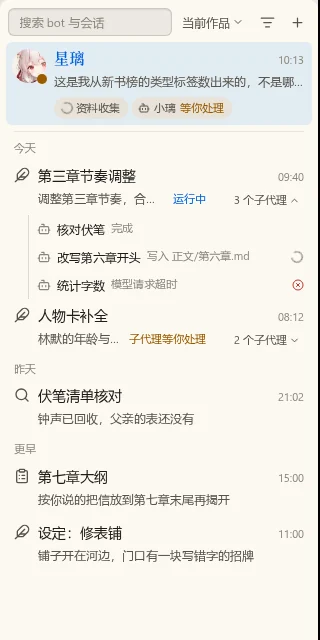 搜索 bot 与会话
当前作品
星璃 10:13
这是我从新书榜的类型标签数出来的，不是哪...
资料收集 小璃 等你处理
今天
第三章节奏调整 09:40
调整第三章节奏，合... 运行中 3 个子代理
核对伏笔 完成
改写第六章开头 写入 正文/第六章.md
统计字数 模型请求超时
人物卡补全 08:12
林默的年龄与... 子代理等你处理 2 个子代理
昨天
伏笔清单核对 21:02
钟声已回收，父亲的表还没有
更早
第七章大纲 15:00
按你说的把信放到第七章末尾再揭开
设定：修表铺 11:00
铺子开在河边，门口有一块写错字的招牌